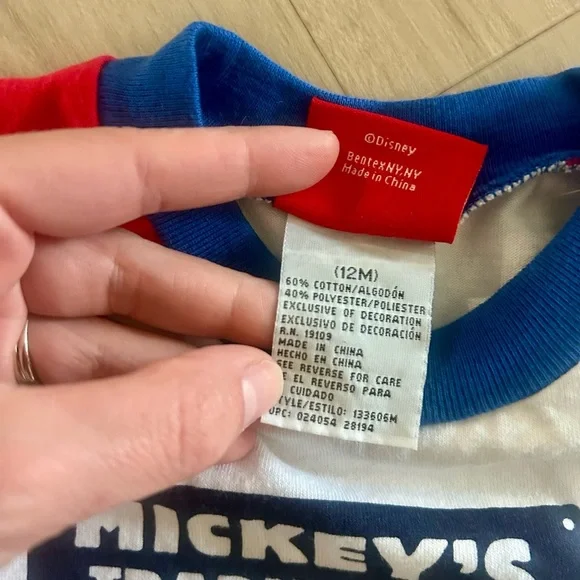 ©Disney
Bentex NY, NY
Made in China
(12M)
60% COTTON/ALGODÓN
40% POLYESTER/POLIESTER
EXCLUSIVE OF DECORATION
EXCLUSIVO DE DECORACIÓN
R.N. 19109
MADE IN CHINA
HECHO EN CHINA
SEE REVERSE FOR CARE
EL REVERSO PARA
CUIDADO
STYLE/ESTILO: 133606M
UPC: 024054 28194
MICKEY'S